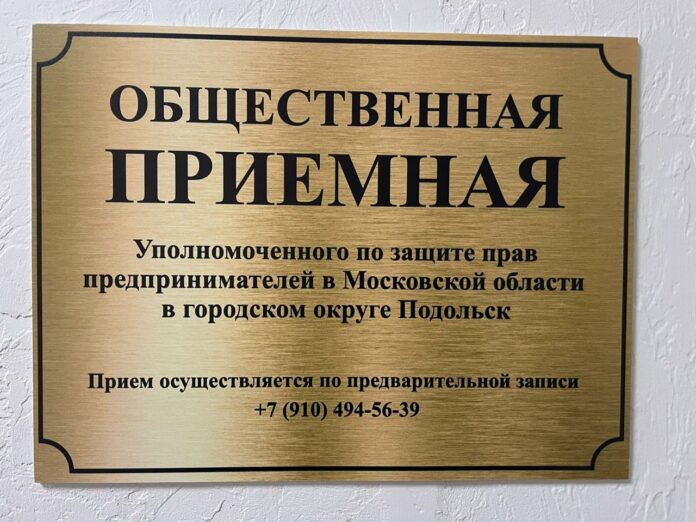 ОБЩЕСТВЕННАЯ
ПРИЕМНАЯ
Уполномоченного по защите прав
предпринимателей в Московской области
в городском округе Подольск
Прием осуществляется по предварительной записи
+7 (910) 494-56-39